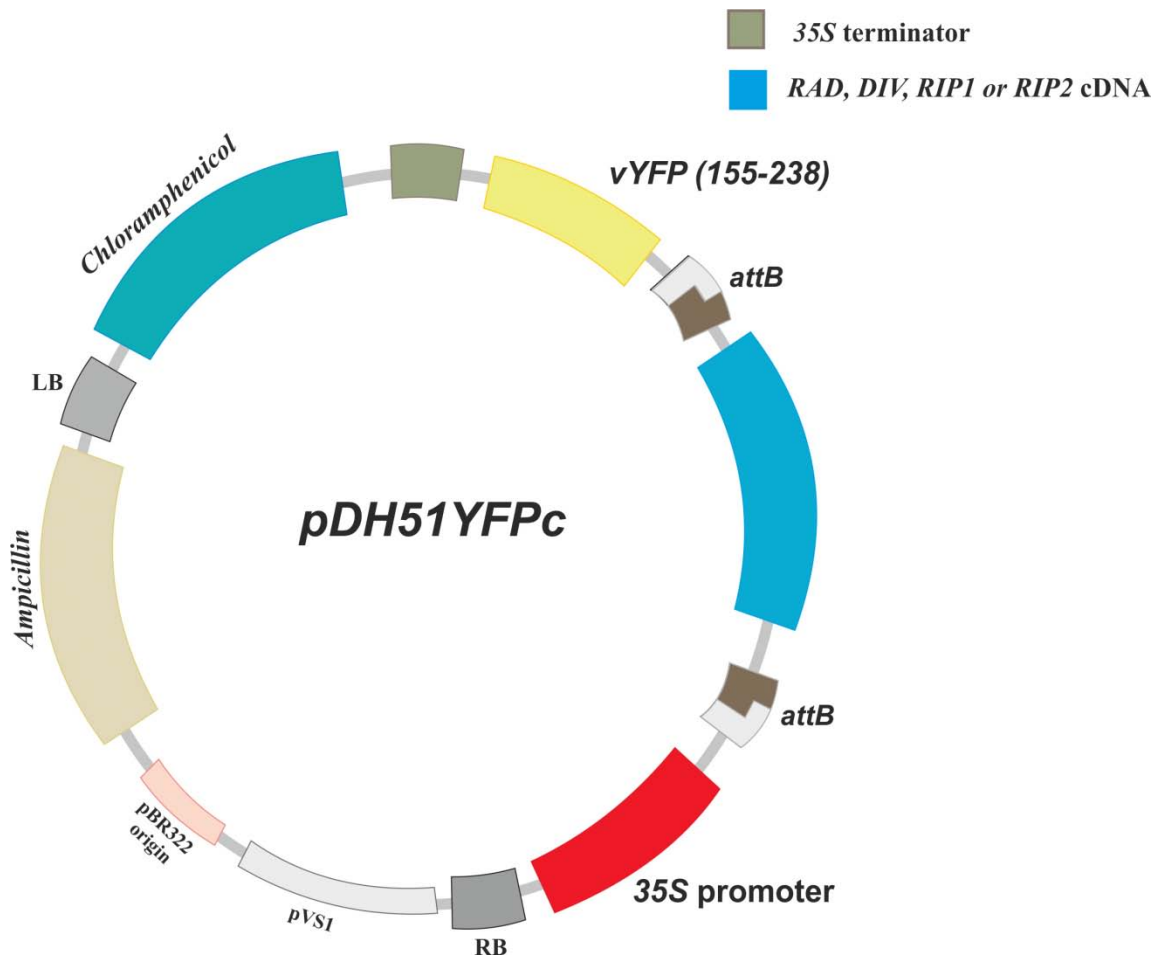 35S terminator
RAD, DIV, RIP1 or RIP2 cDNA
vYFP (155-238)
Chloramphenicol
attB
LB
pDH51YFPc
Ampicillin
attB
pBR322
origin
35S promoter
pVS1
RB